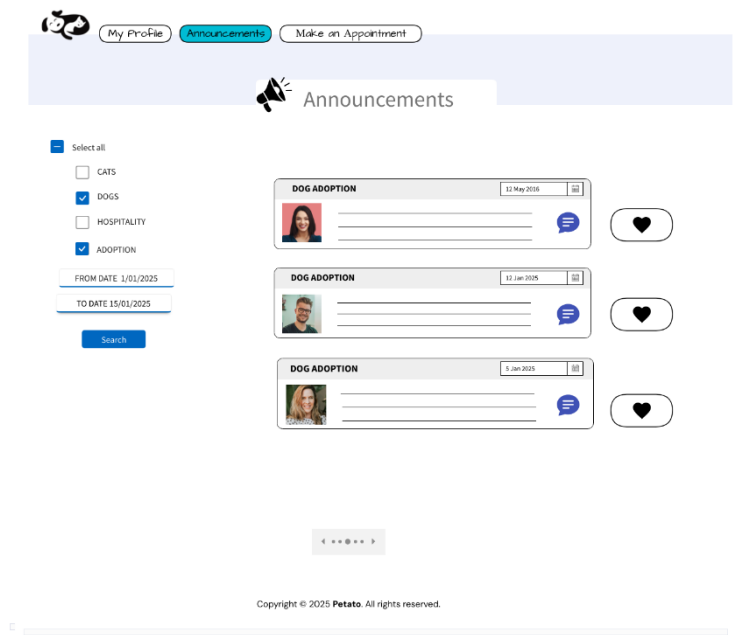 My Profile Announcements Make an Appointment
Announcements
Select all
CATS
DOGS
HOSPITALITY
ADOPTION
FROM DATE 1/01/2025
TO DATE 15/01/2025
Search
DOG ADOPTION 12 May 2016
DOG ADOPTION 12 Jan 2025
DOG ADOPTION 5 Jan 2025
Copyright © 2025 Petato. All rights reserved.